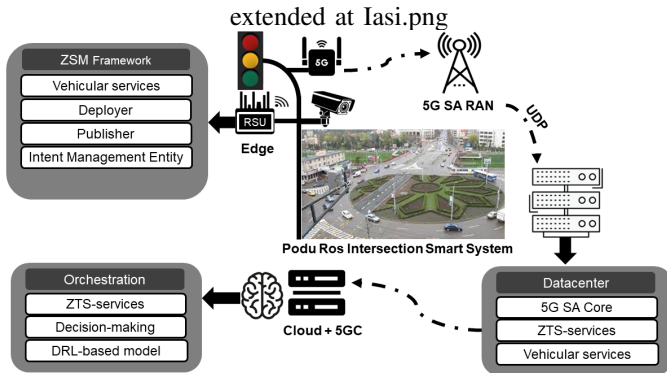 extended at Iasi.png
ZSM Framework
Vehicular services
Deployer
Publisher
Intent Management Entity
RSU
Edge
5G
5G SA RAN
UDP
Podu Ros Intersection Smart System
Orchestration
ZTS-services
Decision-making
DRL-based model
Cloud + 5GC
Datacenter
5G SA Core
ZTS-services
Vehicular services